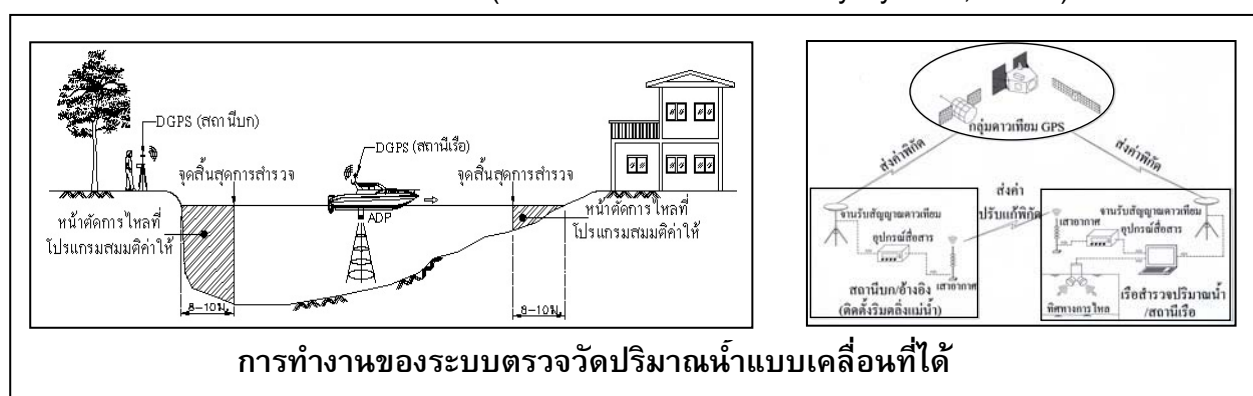 DGPS (สถานีบก)
DGPS (สถานีเรือ)
จุดสิ้นสุดการสำรวจ
จุดสิ้นสุดการสำรวจ
ADP
หน้าตัดการไหลที่
โปรแกรมสมมติค่าให้
หน้าตัดการไหลที่
โปรแกรมสมมติค่าให้
8-10ม.
8-10ม.
กลุ่มดาวเทียม GPS
ส่งค่าพิกัด
ส่งค่าพิกัด
ส่งค่า
ปรับแก้พิกัด
จานรับสัญญาณดาวเทียม
อุปกรณ์สื่อสาร
เสาอากาศ
สถานีบก/อ้างอิง
(ติดตั้งริมตลิ่งแม่น้ำ)
จานรับสัญญาณดาวเทียม
เสาอากาศ
อุปกรณ์สื่อสาร
ทิศทางการไหล
เรือสำรวจปริมาณน้ำ
/สถานีเรือ
การทำงานของระบบตรวจวัดปริมาณน้ำแบบเคลื่อนที่ได้